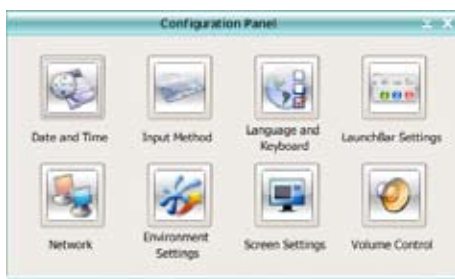 Configuration Panel
Date and Time
Input Method
Language and
Keyboard
LaunchBar Settings
Network
Environment
Settings
Screen Settings
Volume Control